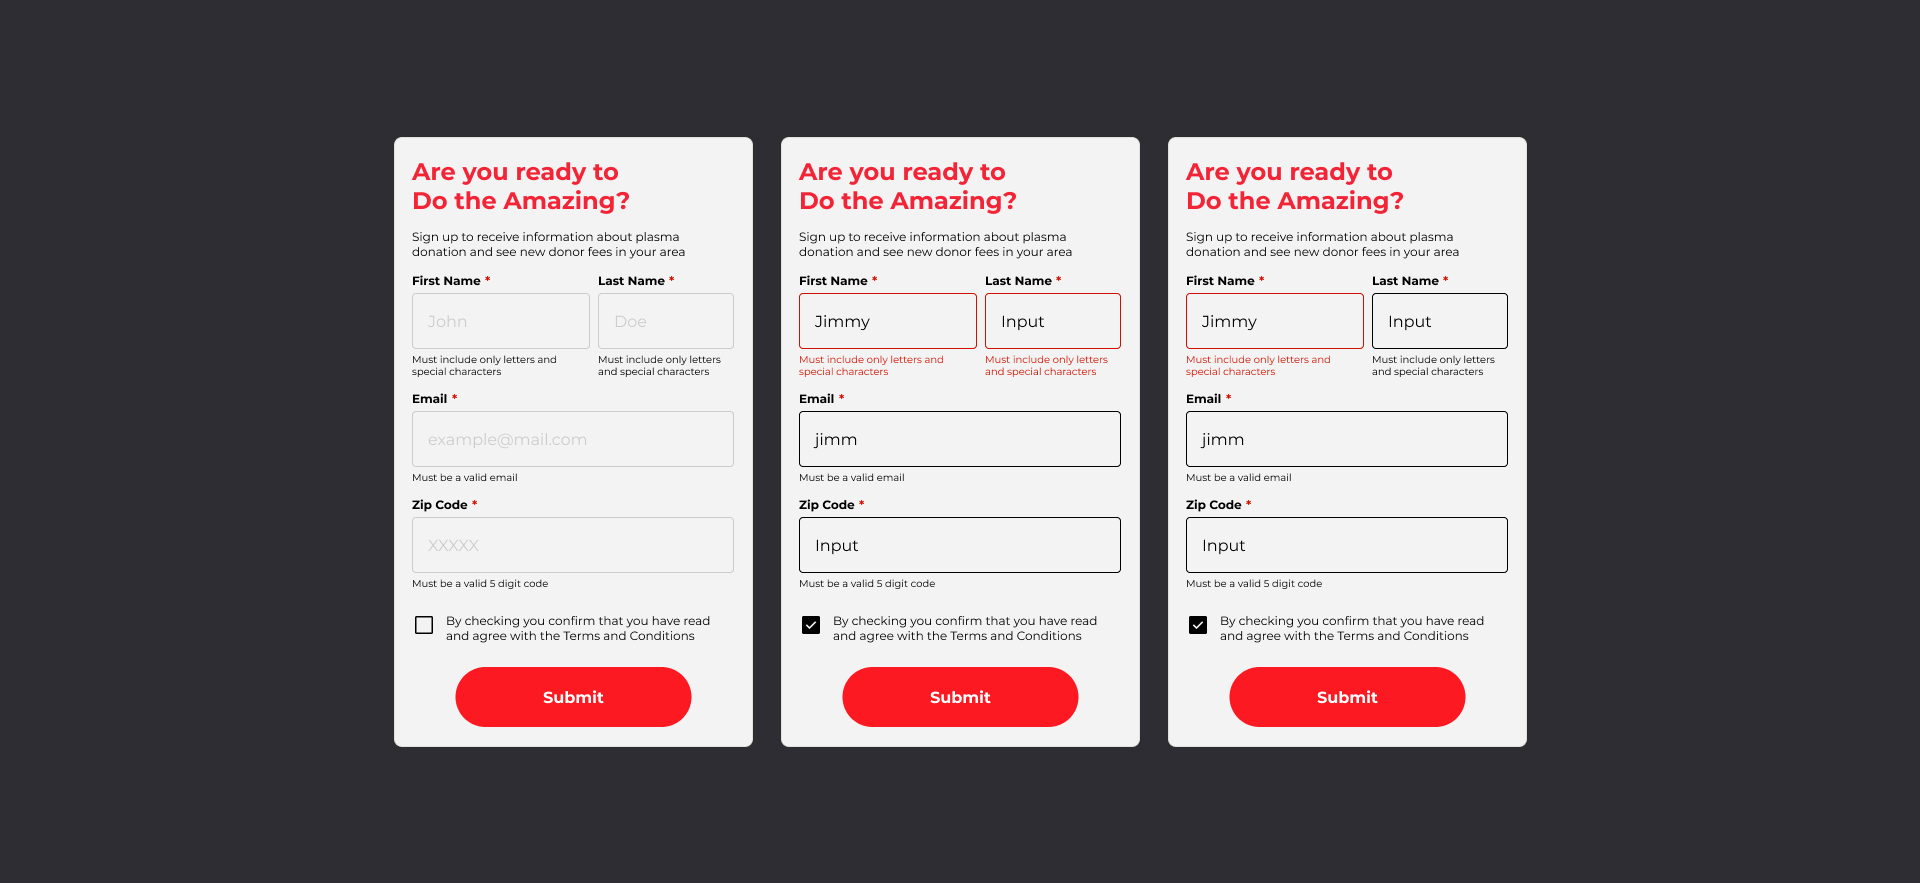 Are you ready to
Do the Amazing?
Sign up to receive information about plasma
donation and see new donor fees in your area
First Name *
Last Name *
John
Doe
Must include only letters and
special characters
Must include only letters
and special characters
Email *
example@mail.com
Must be a valid email
Zip Code *
XXXXX
Must be a valid 5 digit code
By checking you confirm that you have read
and agree with the Terms and Conditions
Submit
Are you ready to
Do the Amazing?
Sign up to receive information about plasma
donation and see new donor fees in your area
First Name *
Last Name *
Jimmy
Input
Must include only letters and
special characters
Must include only letters
and special characters
Email *
jimm
Must be a valid email
Zip Code *
Input
Must be a valid 5 digit code
By checking you confirm that you have read
and agree with the Terms and Conditions
Submit
Are you ready to
Do the Amazing?
Sign up to receive information about plasma
donation and see new donor fees in your area
First Name *
Last Name *
Jimmy
Input
Must include only letters and
special characters
Must include only letters
and special characters
Email *
jimm
Must be a valid email
Zip Code *
Input
Must be a valid 5 digit code
By checking you confirm that you have read
and agree with the Terms and Conditions
Submit